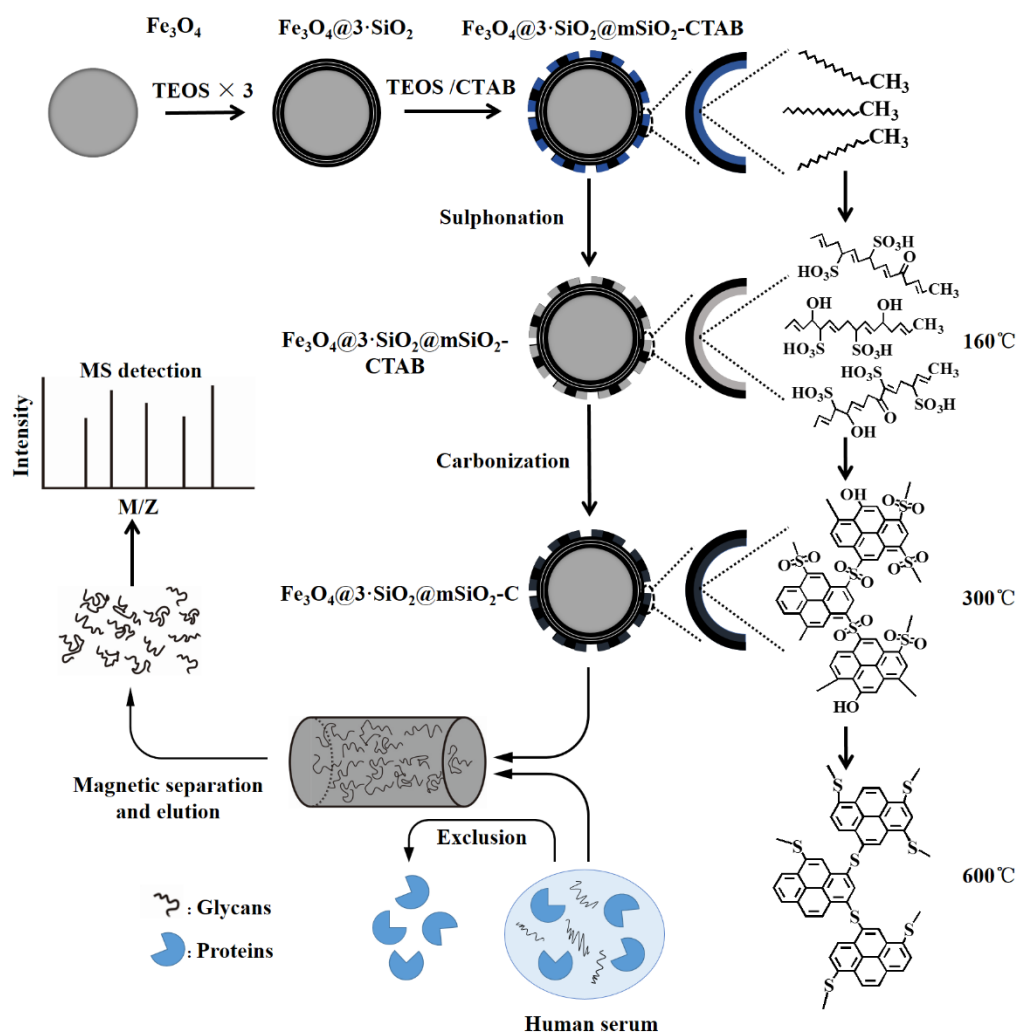 Fe₃O₄
Fe₃O₄@3·SiO₂
Fe₃O₄@3·SiO₂@mSiO₂-CTAB
TEOS × 3
TEOS /CTAB
CH₃
CH₃
CH₃
Sulphonation
SO₃H
O
HO₃S
CH₃
OH
OH
CH₃
HO₃S
SO₃H
160℃
Fe₃O₄@3·SiO₂@mSiO₂-
CTAB
HO₃S
SO₃H
CH₃
O
SO₃H
OH
MS detection
Intensity
M/Z
Carbonization
OH
O=S=O
O=S=O
O=S=O
O=S=O
O=S=O
O=S=O
HO
300℃
Fe₃O₄@3·SiO₂@mSiO₂-C
Magnetic separation
and elution
Exclusion
S
S
S
S
S
S
S
S
600℃
: Glycans
: Proteins
Human serum